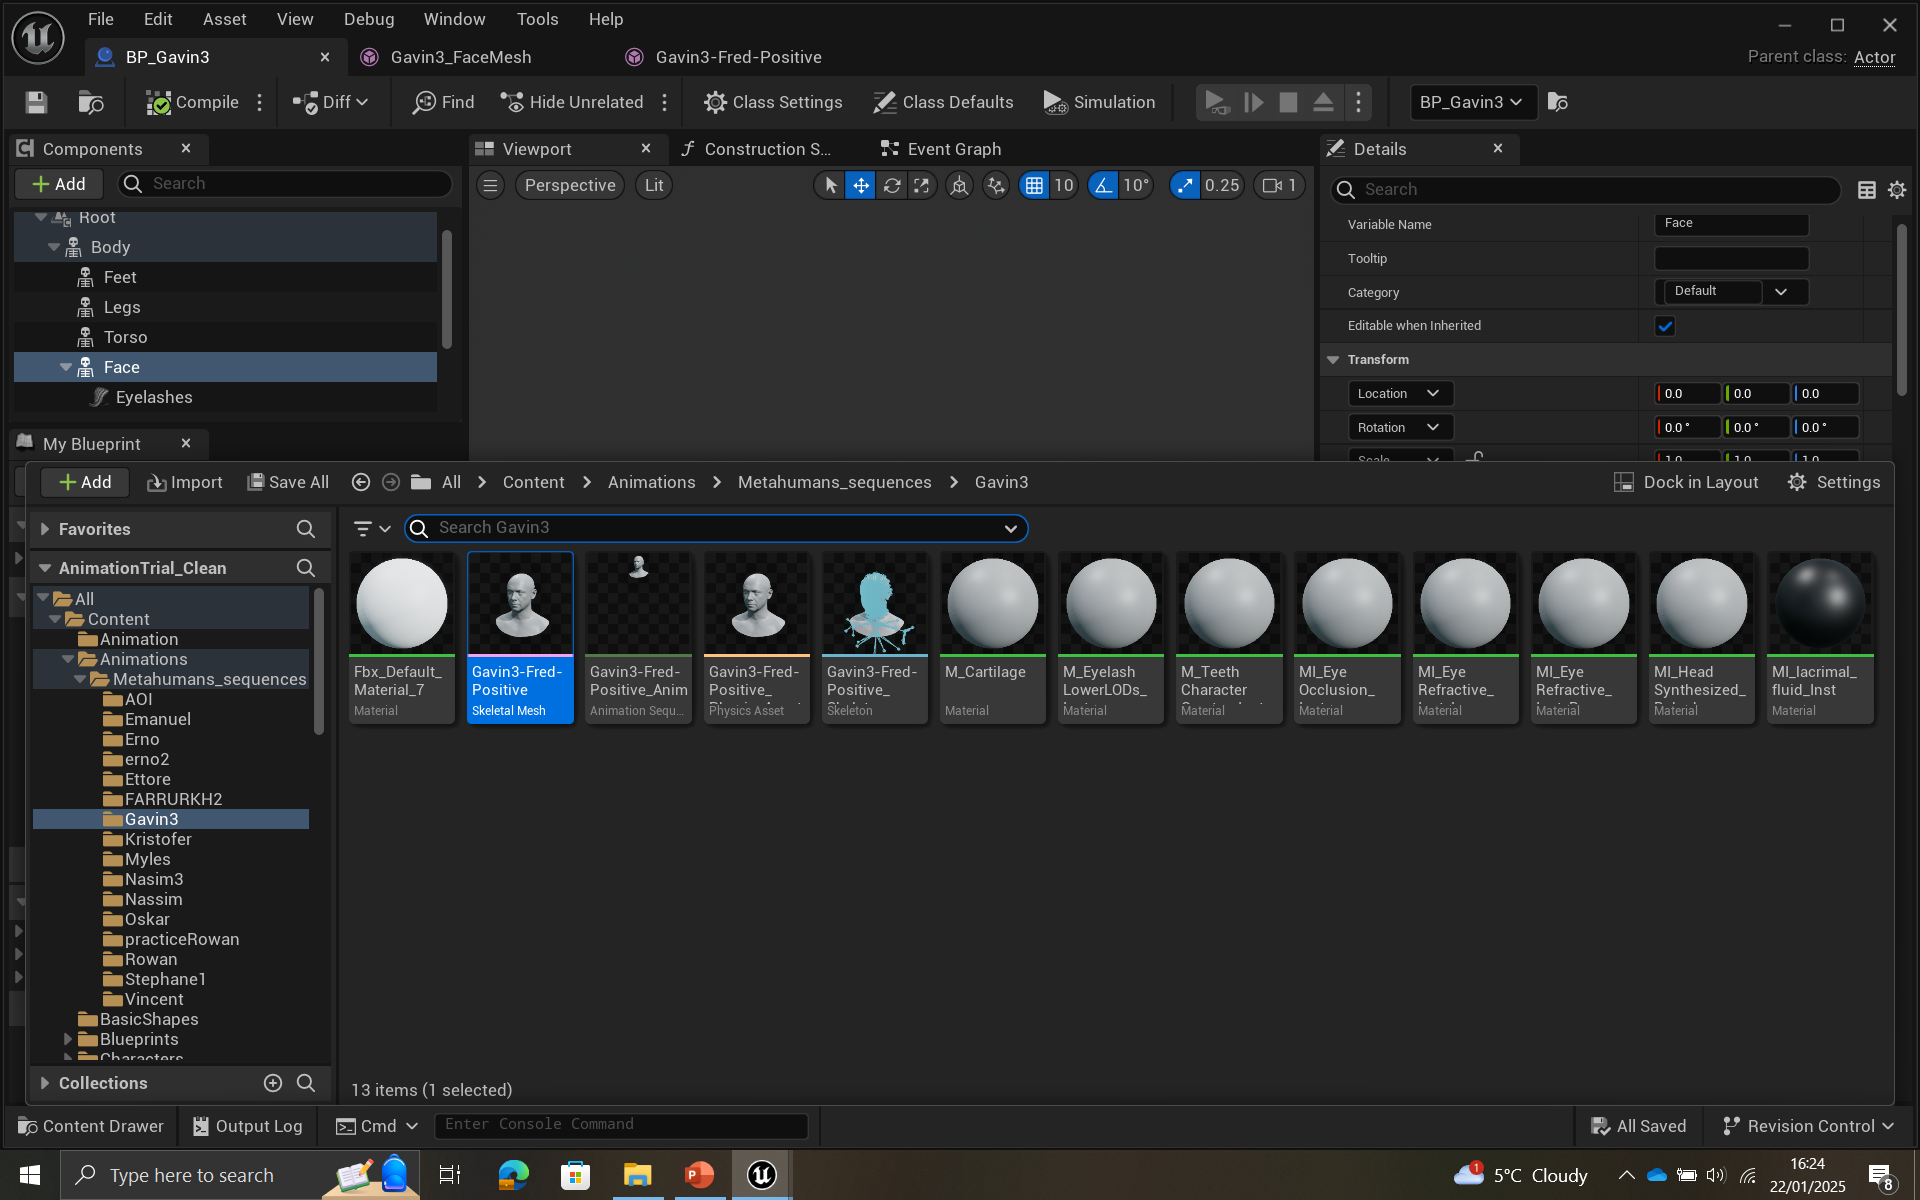 File Edit Asset View Debug Window Tools Help
BP_Gavin3 Gavin3_FaceMesh Gavin3-Fred-Positive Parent class: Actor
Compile Diff Find Hide Unrelated Class Settings Class Defaults Simulation BP_Gavin3
Components Viewport Construction S... Event Graph Details
Add Search Perspective Lit 10 10° 0.25 1 Search
Root
Body
Feet
Legs
Torso
Face
Eyelashes
My Blueprint
Variable Name Face
Tooltip
Category Default
Editable when Inherited
Transform
Location 0.0 0.0 0.0
Rotation 0.0 ° 0.0 ° 0.0 °
Scale 1.0 1.0 1.0
Add Import Save All All Content Animations Metahumans_sequences Gavin3 Dock in Layout Settings
Favorites
Search Gavin3
AnimationTrial_Clean
All
Content
Animation
Animations
Metahumans_sequences
AOI
Emanuel
Erno
erno2
Ettore
FARRURKH2
Gavin3
Kristofer
Myles
Nasim3
Nassim
Oskar
practiceRowan
Rowan
Stephane1
Vincent
BasicShapes
Blueprints
Characters
Collections
Fbx_Default_
Material_7
Material
Gavin3-Fred-
Positive
Skeletal Mesh
Gavin3-Fred-
Positive_Anim
Animation Sequ...
Gavin3-Fred-
Positive_
Physics Asset
Gavin3-Fred-
Positive_
Skeleton
M_Cartilage
Material
M_Eyelash
LowerLODs_
Material
M_Teeth
Character
Material
MI_Eye
Occlusion_
Material
MI_Eye
Refractive_
Material
MI_Eye
Refractive_
Material
MI_Head
Synthesized_
Material
MI_lacrimal_
fluid_Inst
Material
13 items (1 selected)
Content Drawer Output Log Cmd Enter Console Command All Saved Revision Control
Type here to search 1 5°C Cloudy 16:24
22/01/2025 8